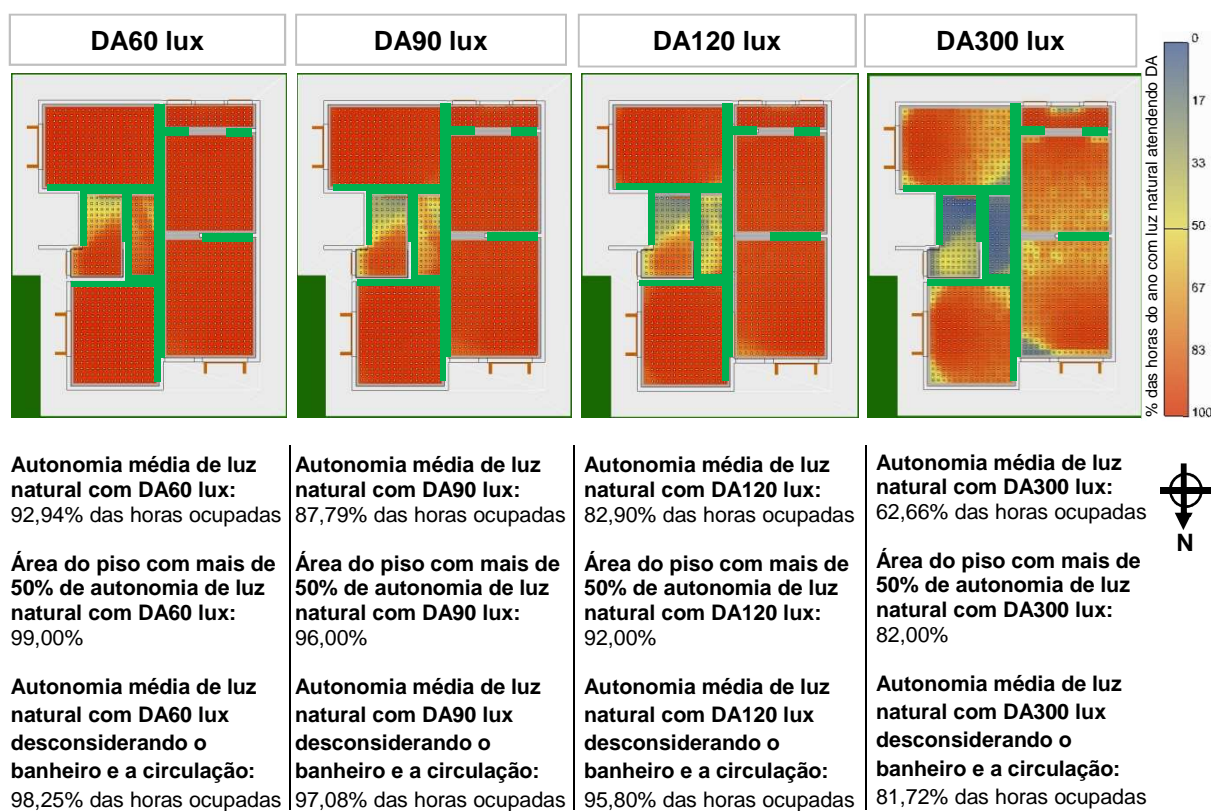 DA60 lux
DA90 lux
DA120 lux
DA300 lux
% das horas do ano com luz natural atendendo DA
0
17
33
50
67
83
100
Autonomia média de luz
natural com DA60 lux:
92,94% das horas ocupadas
Área do piso com mais de
50% de autonomia de luz
natural com DA60 lux:
99,00%
Autonomia média de luz
natural com DA60 lux
desconsiderando o
banheiro e a circulação:
98,25% das horas ocupadas
Autonomia média de luz
natural com DA90 lux:
87,79% das horas ocupadas
Área do piso com mais de
50% de autonomia de luz
natural com DA90 lux:
96,00%
Autonomia média de luz
natural com DA90 lux
desconsiderando o
banheiro e a circulação:
97,08% das horas ocupadas
Autonomia média de luz
natural com DA120 lux:
82,90% das horas ocupadas
Área do piso com mais de
50% de autonomia de luz
natural com DA120 lux:
92,00%
Autonomia média de luz
natural com DA120 lux
desconsiderando o
banheiro e a circulação:
95,80% das horas ocupadas
Autonomia média de luz
natural com DA300 lux:
62,66% das horas ocupadas
Área do piso com mais de
50% de autonomia de luz
natural com DA300 lux:
82,00%
Autonomia média de luz
natural com DA300 lux
desconsiderando o
banheiro e a circulação:
81,72% das horas ocupadas
N